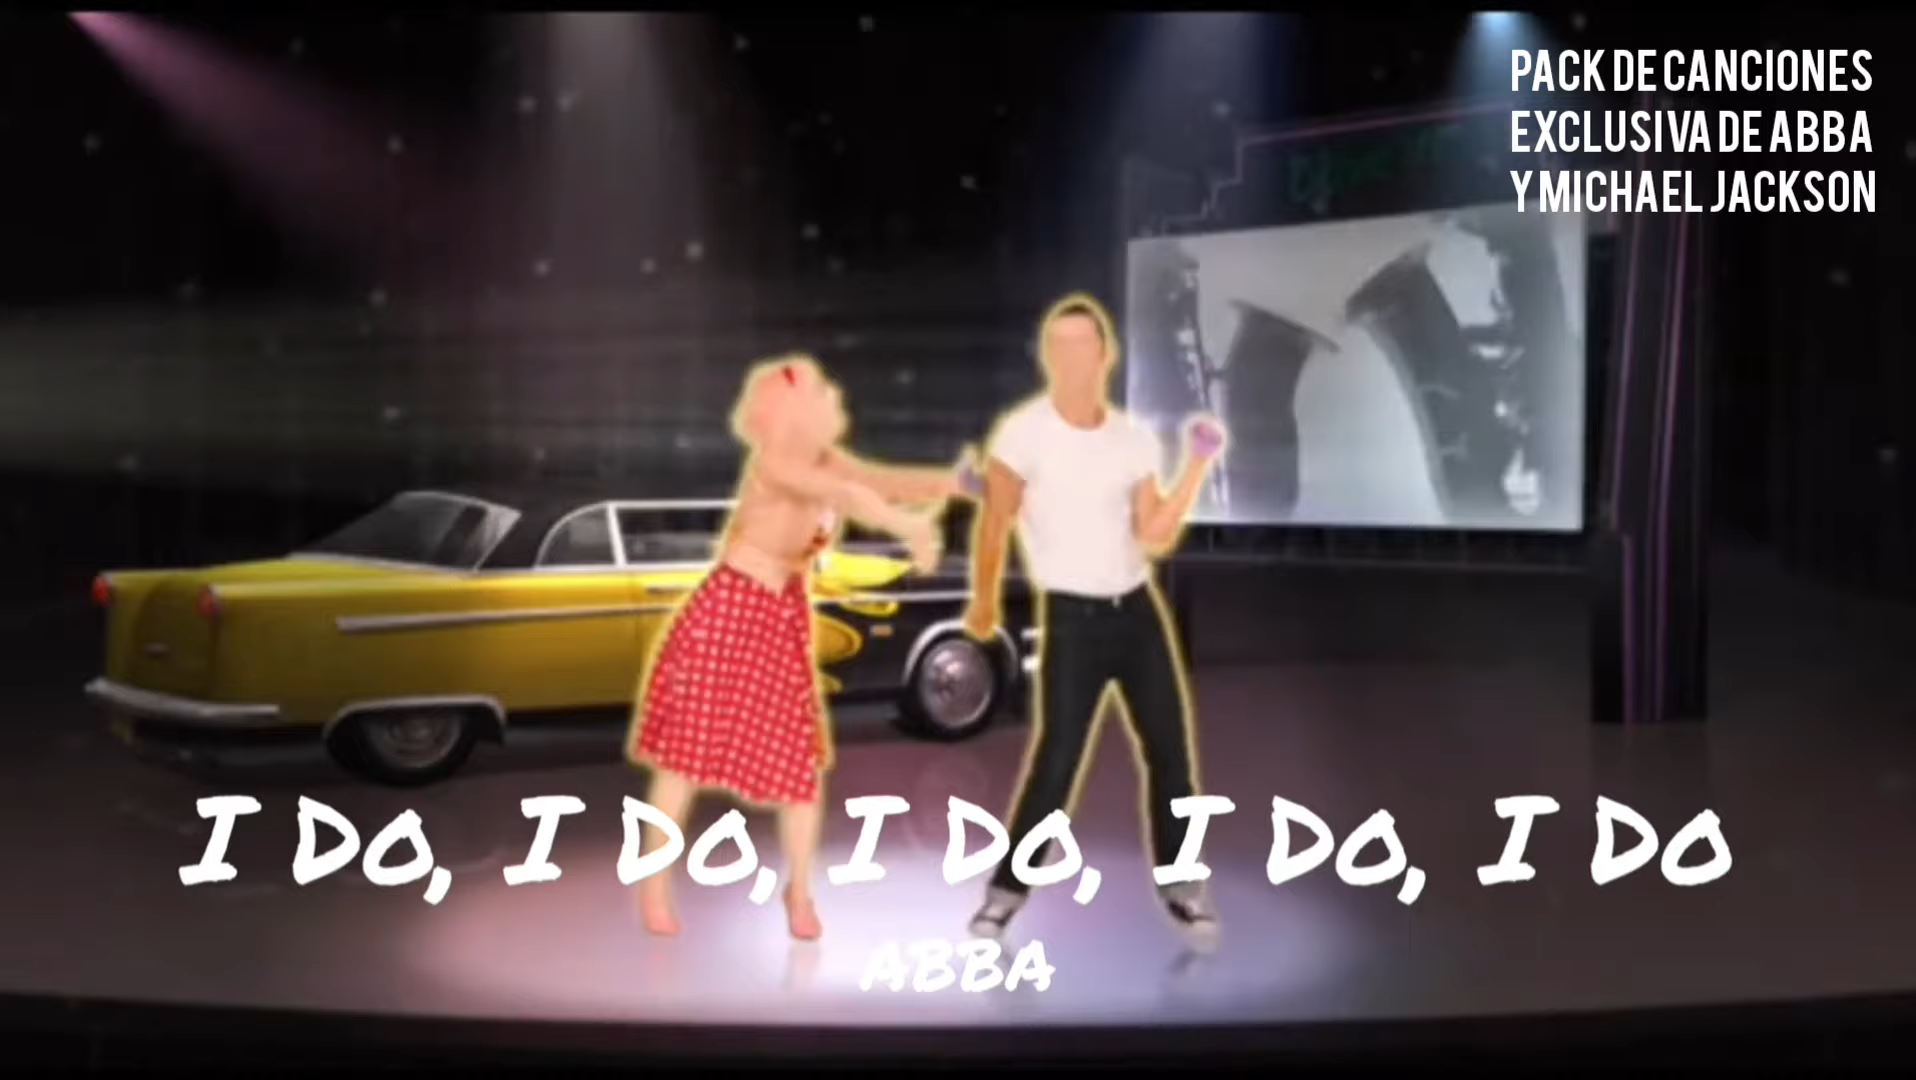 PACK DE CANCIONES
EXCLUSIVA DE ABBA
Y MICHAEL JACKSON
I DO, I DO, I DO, I DO, I DO
ABBA